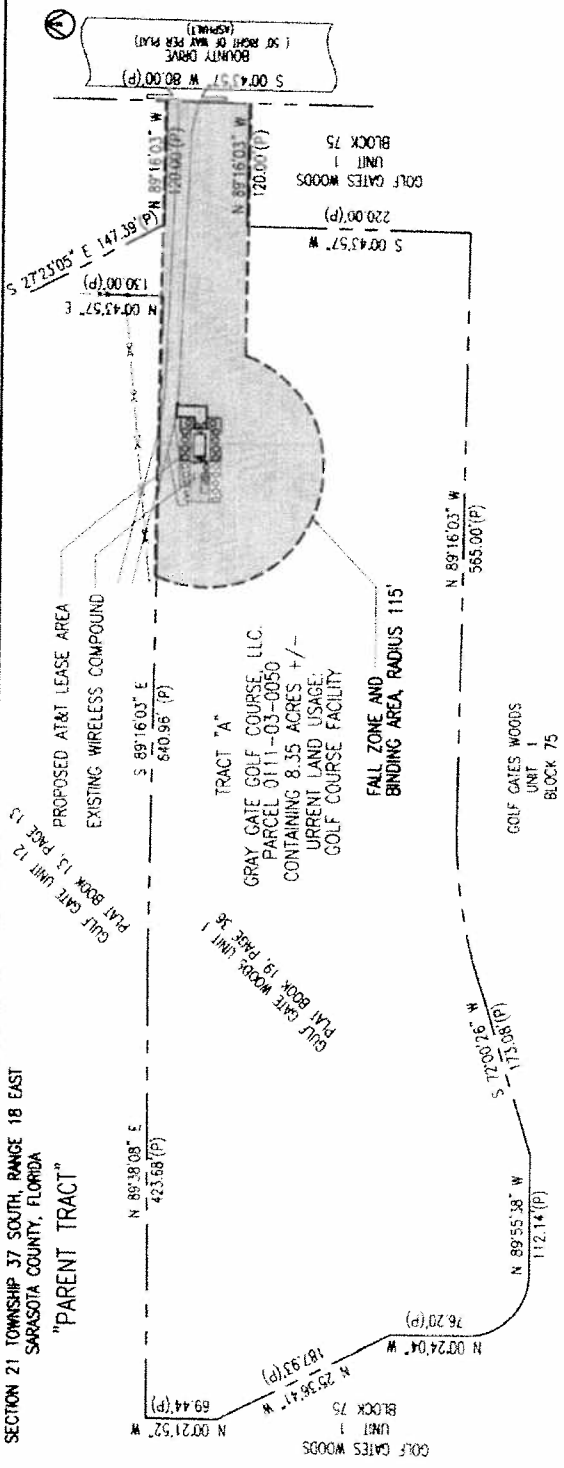 SECTION 21 TOWNSHIP 37 SOUTH, RANGE 18 EAST
SARASOTA COUNTY, FLORIDA
"PARENT TRACT"
N 89°38'08" E
423.68'(P)
GULF GATE UNIT 12
PLAT BOOK 13, PAGE 13
S 89°16'03" E
640.96' (P)
PROPOSED AT&T LEASE AREA
EXISTING WIRELESS COMPOUND
S 27°23'05" E 147.39'(P)
N 00°43'57" E
130.00'(P)
N 89°16'03" W
120.00'(P)
S 00°43'57" W 80.00'(P)
BOUNTY DRIVE
( 50' RIGHT OF WAY PER PLAT)
(ASPHALT)
N 89°16'03" W
120.00'(P)
GOLF GATES WOODS
UNIT 1
BLOCK 75
S 00°43'57" W
220.00'(P)
N 89°16'03" W
565.00'(P)
TRACT "A"
GRAY GATE GOLF COURSE, LLC.
PARCEL 0111-03-0050
CONTAINING 8.35 ACRES +/-
URRENT LAND USAGE:
GOLF COURSE FACILITY
FALL ZONE AND
BINDING AREA, RADIUS 115'
GULF GATE WOODS UNIT 1
PLAT BOOK 19, PAGE 36
GOLF GATES WOODS
UNIT 1
BLOCK 75
S 72°00'26" W
173.08'(P)
N 89°55'38" W
112.14'(P)
N 00°24'04" W
76.20'(P)
N 25°36'41" W
187.93'(P)
N 00°21'52" W
69.44'(P)
GOLF GATES WOODS
UNIT 1
BLOCK 75